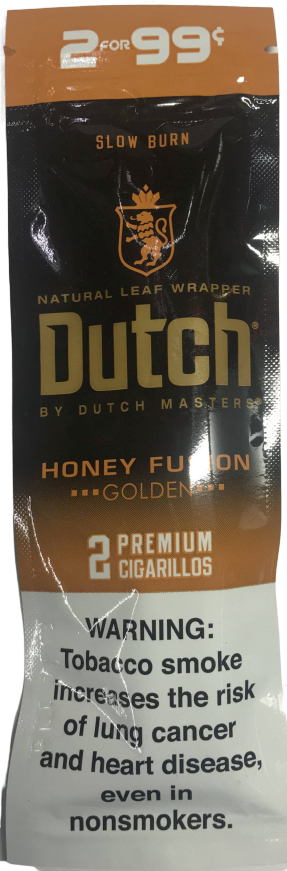 2 FOR 99¢
SLOW BURN
NATURAL LEAF WRAPPER
Dutch®
BY DUTCH MASTERS®
HONEY FUSION
GOLDEN
2 PREMIUM
CIGARILLOS
WARNING:
Tobacco smoke
increases the risk
of lung cancer
and heart disease,
even in
nonsmokers.